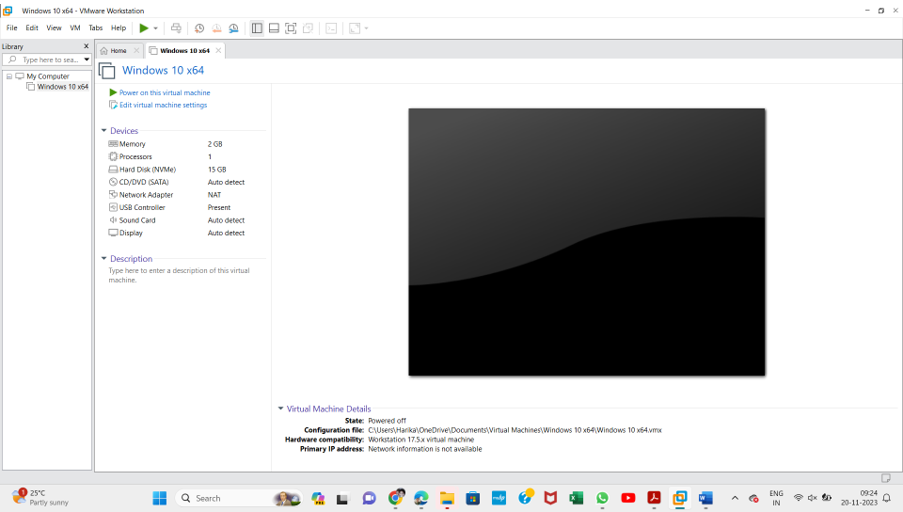 Windows 10 x64 - VMware Workstation
File Edit View VM Tabs Help
Library
Type here to sea...
My Computer
Windows 10 x64
Home
Windows 10 x64
Windows 10 x64
Power on this virtual machine
Edit virtual machine settings
Devices
Memory 2 GB
Processors 1
Hard Disk (NVMe) 15 GB
CD/DVD (SATA) Auto detect
Network Adapter NAT
USB Controller Present
Sound Card Auto detect
Display Auto detect
Description
Type here to enter a description of this virtual
machine.
Virtual Machine Details
State: Powered off
Configuration file: C:\Users\Harika\OneDrive\Documents\Virtual Machines\Windows 10 x64\Windows 10 x64.vmx
Hardware compatibility: Workstation 17.5.x virtual machine
Primary IP address: Network information is not available
1
25°C
Partly sunny
Search
ENG
IN
09:24
20-11-2023